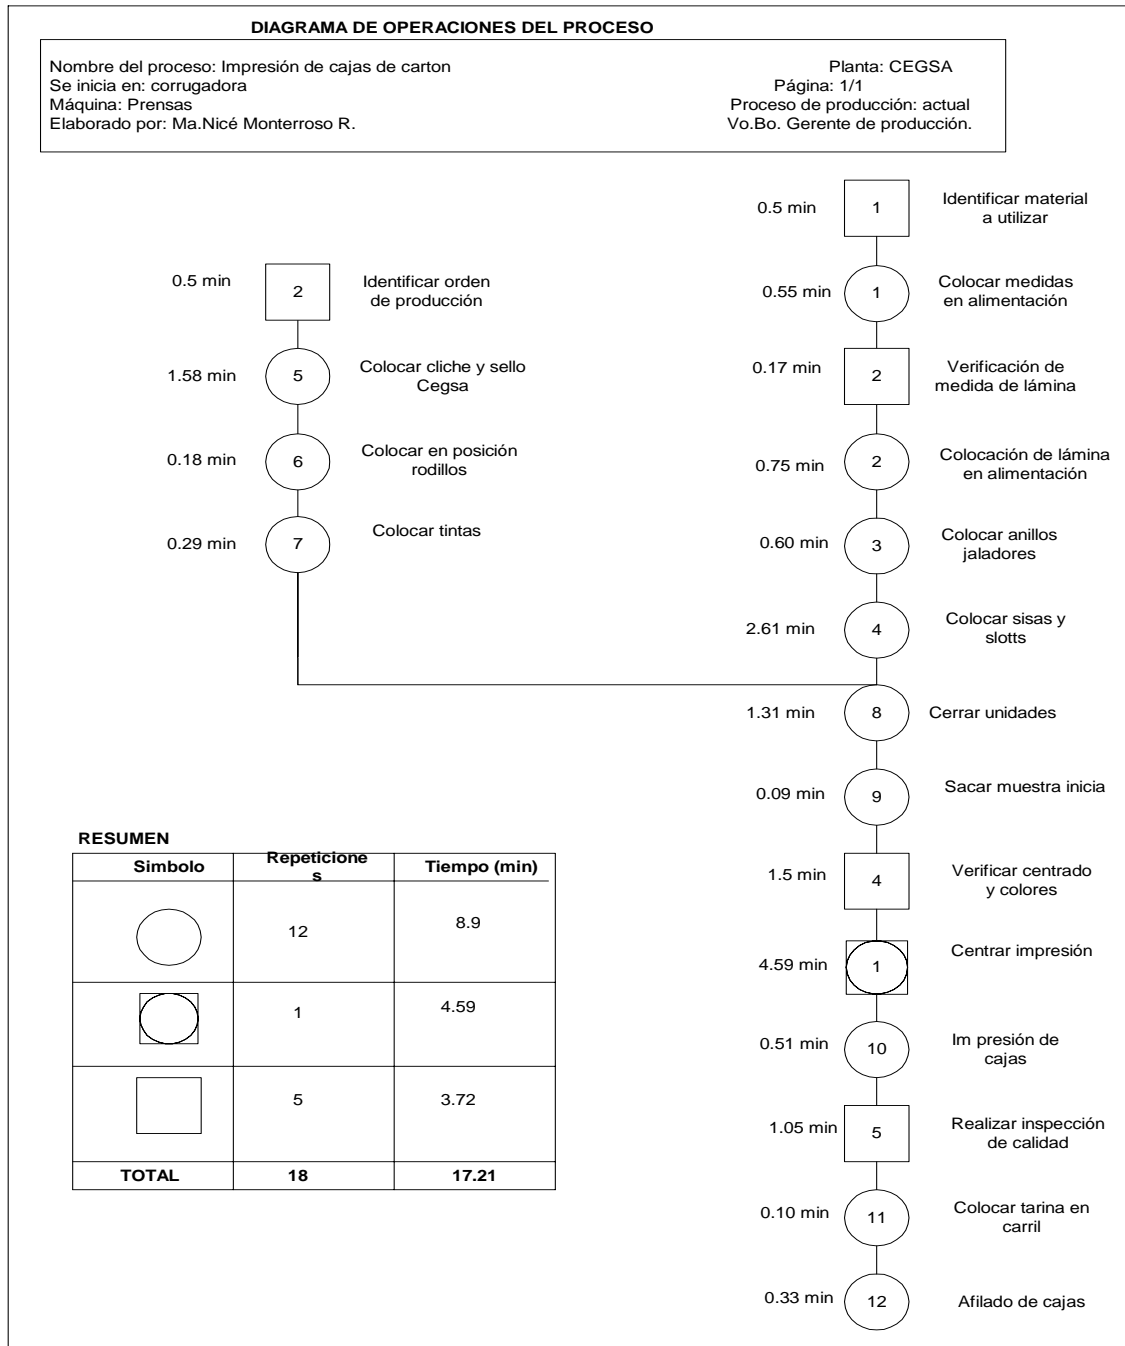 DIAGRAMA DE OPERACIONES DEL PROCESO
Nombre del proceso: Impresión de cajas de carton
Planta: CEGSA
Se inicia en: corrugadora
Página: 1/1
Máquina: Prensas
Proceso de producción: actual
Elaborado por: Ma.Nicé Monterroso R.
Vo.Bo. Gerente de producción.
0.5 min
1
Identificar material
a utilizar
0.55 min
1
Colocar medidas
en alimentación
0.17 min
2
Verificación de
medida de lámina
0.75 min
2
Colocación de lámina
en alimentación
0.60 min
3
Colocar anillos
jaladores
2.61 min
4
Colocar sisas y
slotts
0.5 min
2
Identificar orden
de producción
1.58 min
5
Colocar cliche y sello
Cegsa
0.18 min
6
Colocar en posición
rodillos
0.29 min
7
Colocar tintas
1.31 min
8
Cerrar unidades
0.09 min
9
Sacar muestra inicia
1.5 min
4
Verificar centrado
y colores
4.59 min
1
Centrar impresión
0.51 min
10
Im presión de
cajas
1.05 min
5
Realizar inspección
de calidad
0.10 min
11
Colocar tarina en
carril
0.33 min
12
Afilado de cajas
RESUMEN
Simbolo
Repeticione
s
Tiempo (min)
12
8.9
1
4.59
5
3.72
TOTAL
18
17.21